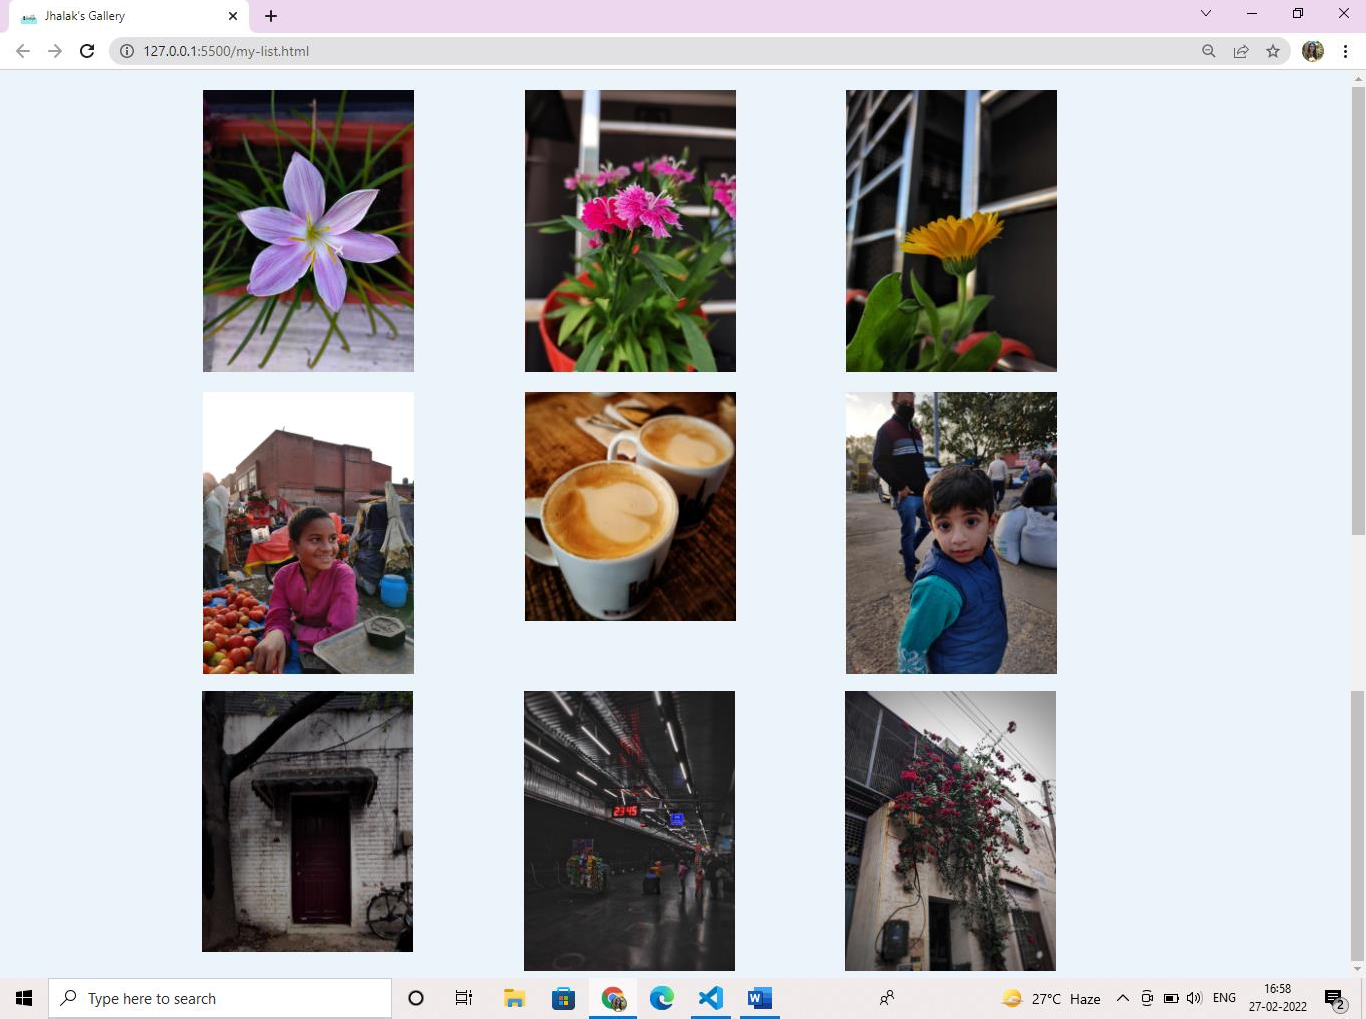 Jhalak's Gallery
127.0.0.1:5500/my-list.html
23:45
Type here to search
27°C Haze
ENG
16:58
27-02-2022
2